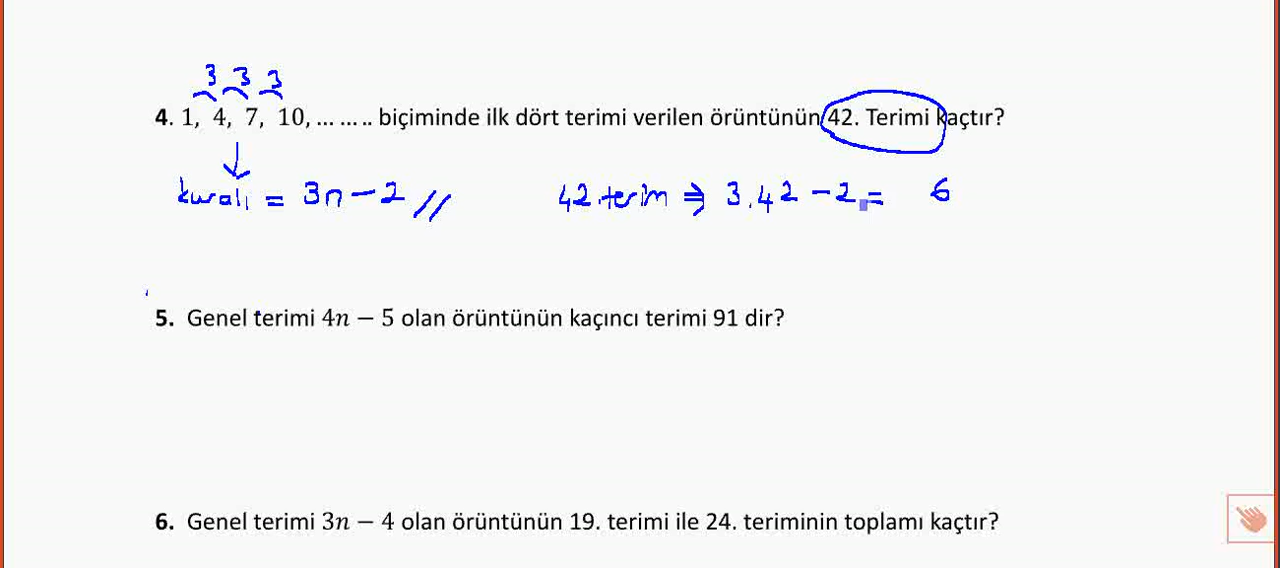 3 3 3
4. 1, 4, 7, 10, ... ... .. biçiminde ilk dört terimi verilen örüntünün 42. Terimi kaçtır?
kuralı = 3n - 2 // 42.terim ⇒ 3.42 - 2 = 6
5. Genel terimi 4n − 5 olan örüntünün kaçıncı terimi 91 dir?
6. Genel terimi 3n − 4 olan örüntünün 19. terimi ile 24. teriminin toplamı kaçtır?